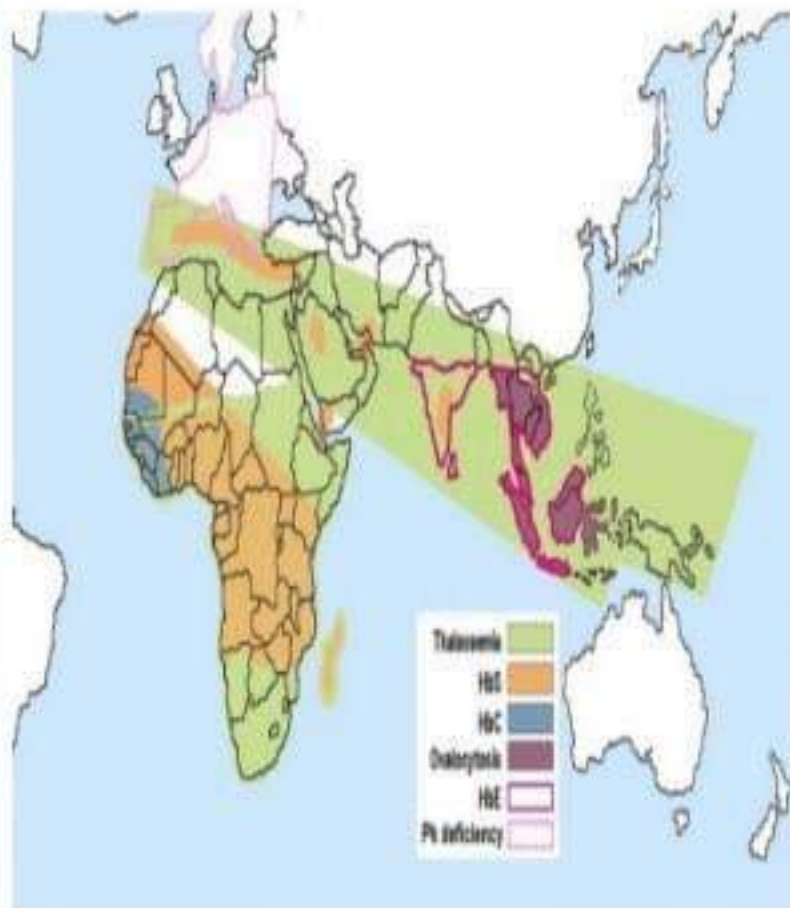 Thalassemia
HbS
HbC
Ovalocytosis
HbE
Pk deficiency